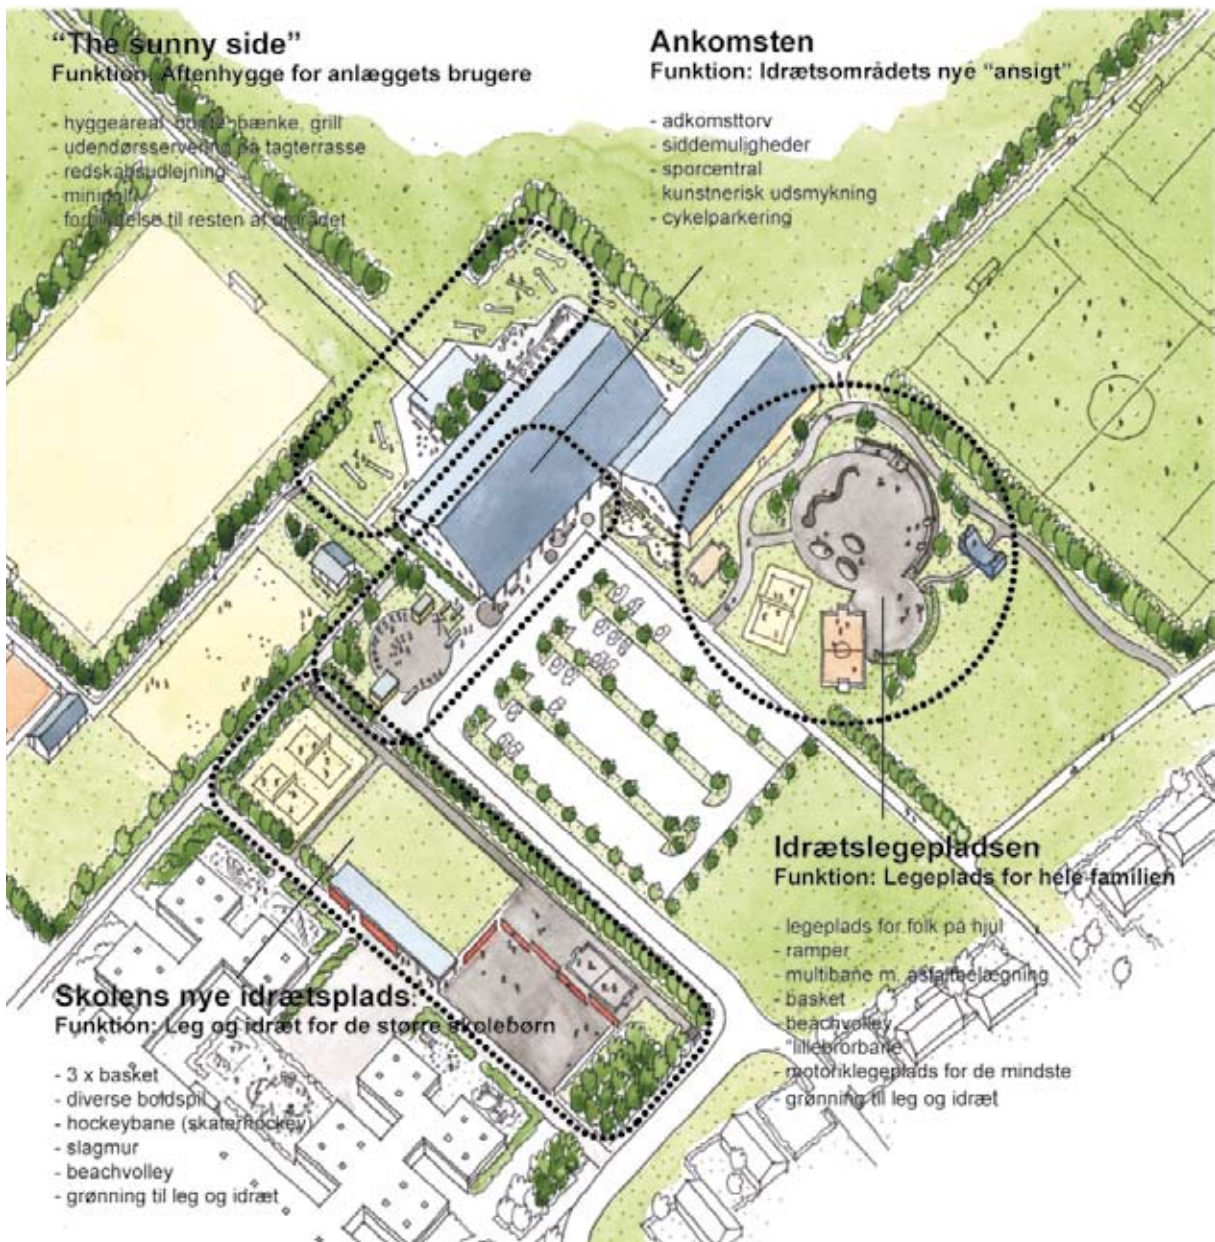 “The sunny side”
Funktion: Aftenhygge for anlæggets brugere
- hyggeareal, borde, bænke, grill
- udendørsservering på tagterrasse
- redskabsudlejning
- minigolf
- forbindelse til resten af området
Ankomsten
Funktion: Idrætsområdets nye “ansigt”
- adkomsttorv
- siddemuligheder
- sporcentral
- kunstnerisk udsmykning
- cykelparkering
Idrætslegepladsen
Funktion: Legeplads for hele familien
- legeplads for folk på hjul
- ramper
- multibane m. asfaltbelægning
- basket
- beachvolley
- “lillebrorbane”
- motoriklegeplads for de mindste
- grønning til leg og idræt
Skolens nye idrætsplads
Funktion: Leg og idræt for de større skolebørn
- 3 x basket
- diverse boldspil
- hockeybane (skaterhockey)
- slagmur
- beachvolley
- grønning til leg og idræt